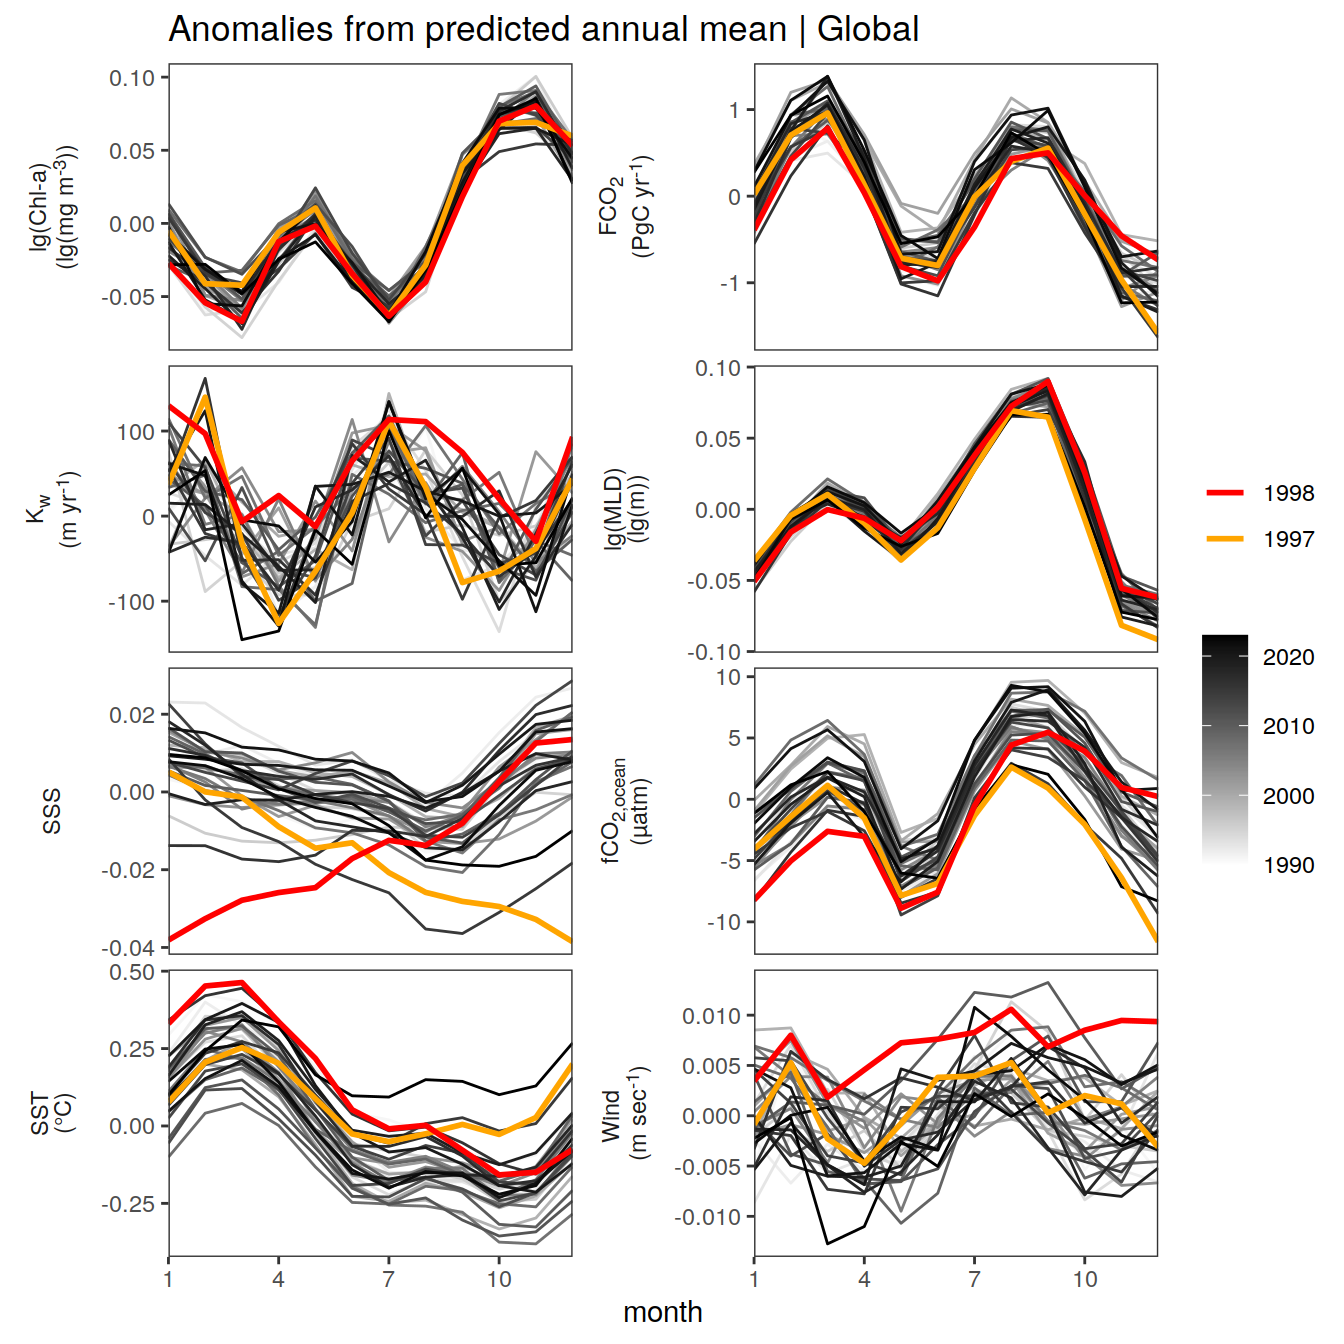 Anomalies from predicted annual mean | Global
lg(Chl-a)
(lg(mg m⁻³))
0.10
0.05
0.00
-0.05
FCO₂
(PgC yr⁻¹)
1
0
-1
Kw
(m yr⁻¹)
100
0
-100
lg(MLD)
(lg(m))
0.10
0.05
0.00
-0.05
-0.10
SSS
0.02
0.00
-0.02
-0.04
fCO₂,ocean
(µatm)
10
5
0
-5
-10
SST
(°C)
0.50
0.25
0.00
-0.25
Wind
(m sec⁻¹)
0.010
0.005
0.000
-0.005
-0.010
1 4 7 10
1 4 7 10
month
1998
1997
2020
2010
2000
1990